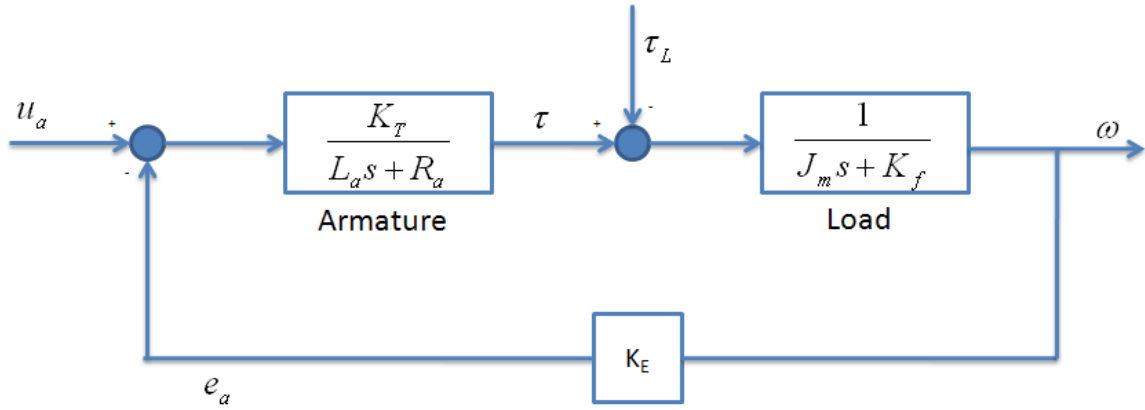 τ_L
u_a
+
-
K_T
L_a s + R_a
Armature
τ
+
-
1
J_m s + K_f
Load
ω
K_E
e_a